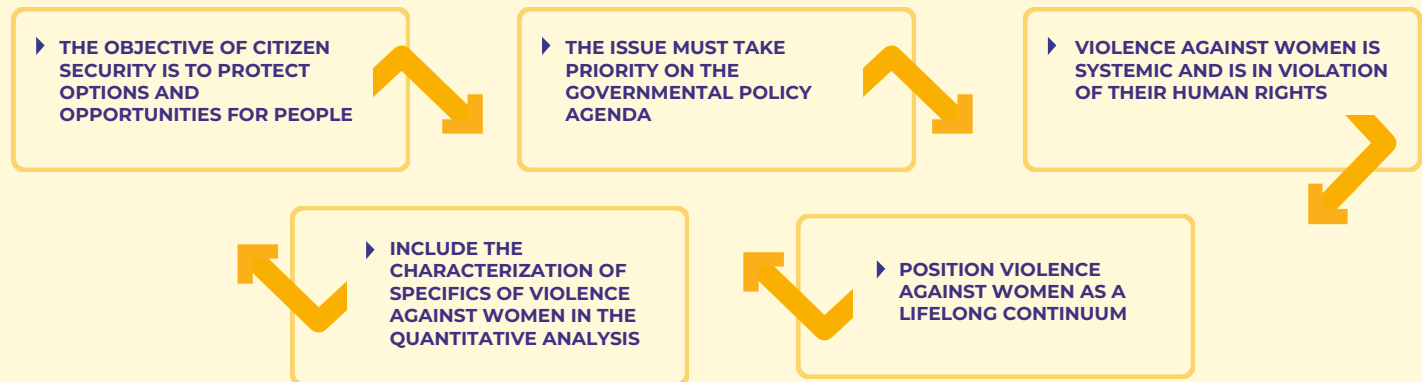 THE OBJECTIVE OF CITIZEN
SECURITY IS TO PROTECT
OPTIONS AND
OPPORTUNITIES FOR PEOPLE
THE ISSUE MUST TAKE
PRIORITY ON THE
GOVERNMENTAL POLICY
AGENDA
VIOLENCE AGAINST WOMEN IS
SYSTEMIC AND IS IN VIOLATION
OF THEIR HUMAN RIGHTS
POSITION VIOLENCE
AGAINST WOMEN AS A
LIFELONG CONTINUUM
INCLUDE THE
CHARACTERIZATION OF
SPECIFICS OF VIOLENCE
AGAINST WOMEN IN THE
QUANTITATIVE ANALYSIS